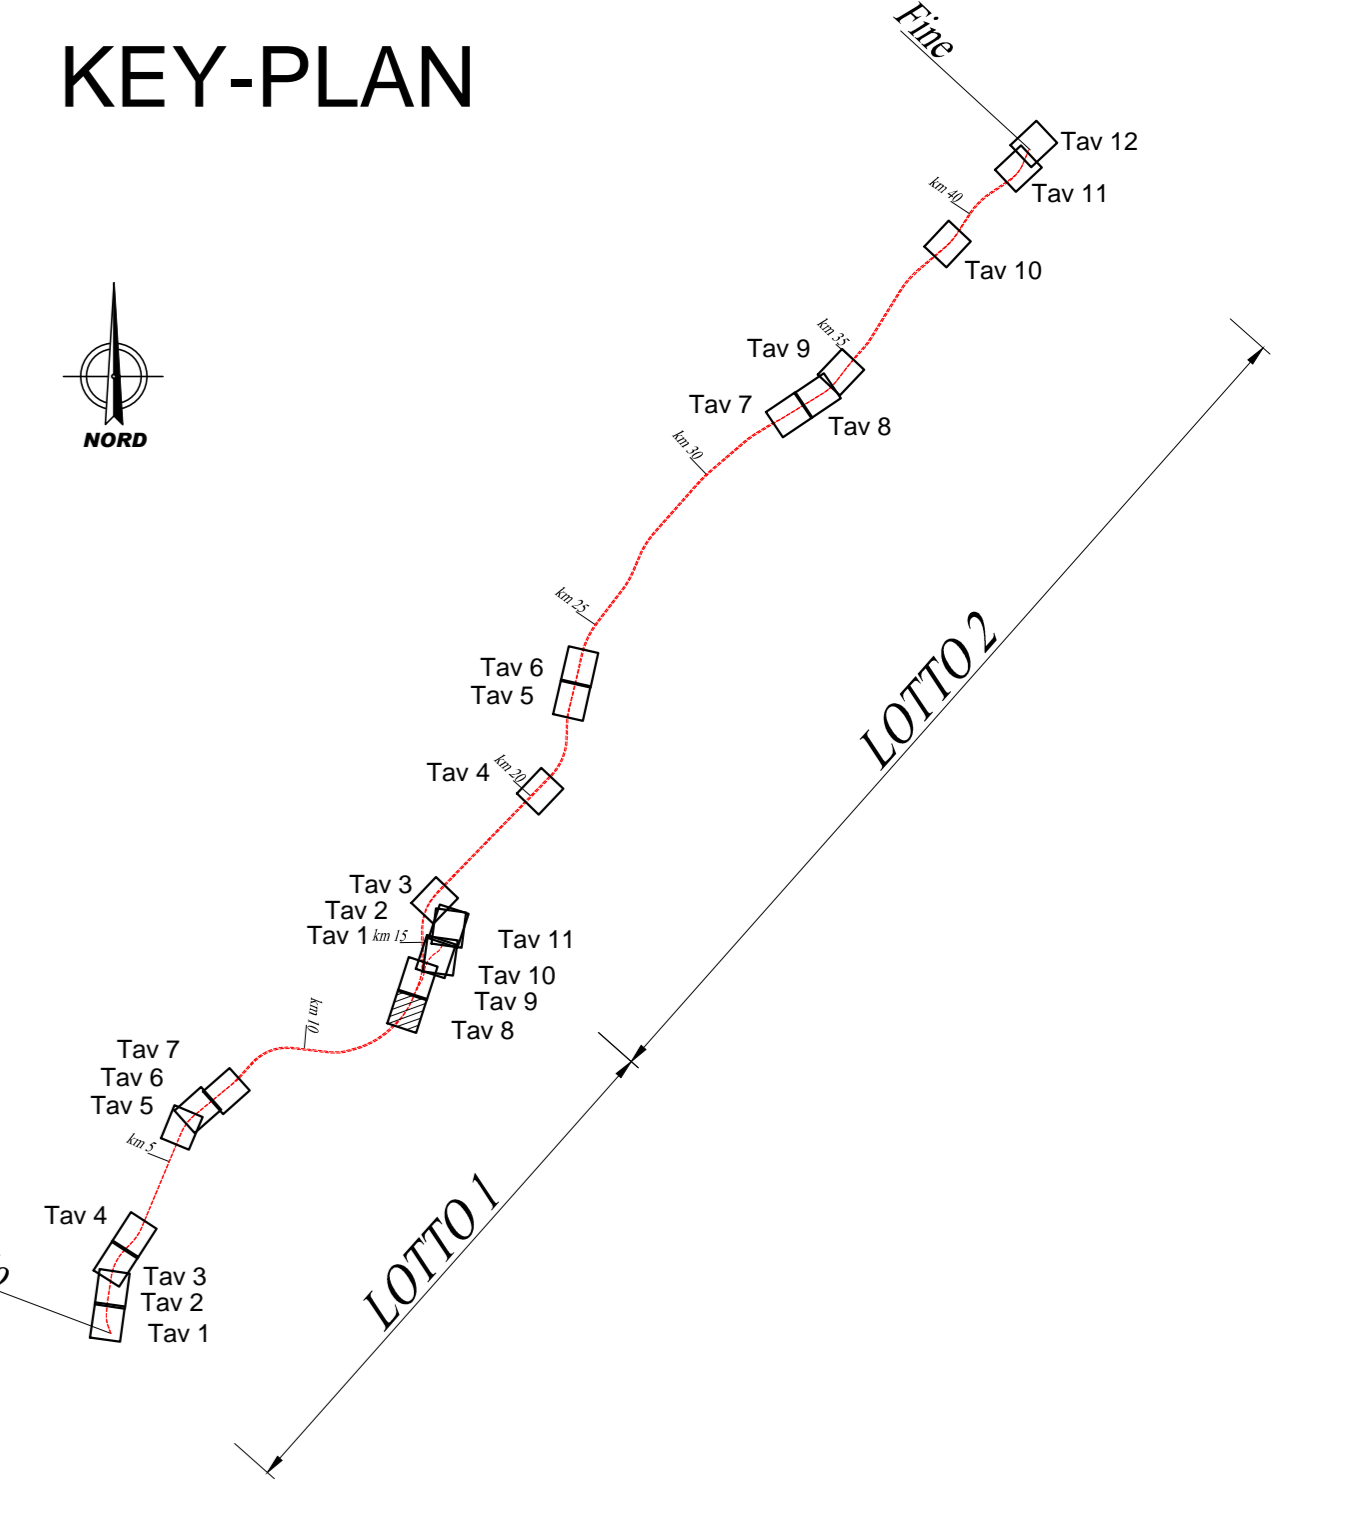 Fine
KEY-PLAN
Tav 12
km 40
Tav 11
Tav 10
km 35
Tav 9
Tav 7
Tav 8
NORD
km 30
km 25
LOTTO 2
Tav 6
Tav 5
km 20
Tav 4
Tav 3
Tav 2
Tav 1
km 15
Tav 11
Tav 10
Tav 9
Tav 8
km 10
Tav 7
Tav 6
Tav 5
km 5
LOTTO 1
Tav 4
Tav 3
Tav 2
Tav 1